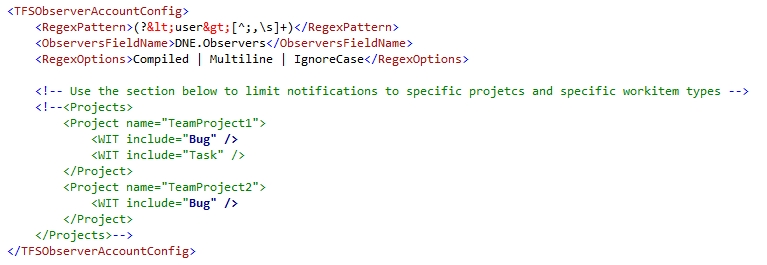 <TFSObserverAccountConfig>
<RegexPattern>(?&lt;user&gt;[^;,\s]+)</RegexPattern>
<ObserversFieldName>DNE.Observers</ObserversFieldName>
<RegexOptions>Compiled | Multiline | IgnoreCase</RegexOptions>
<!-- Use the section below to limit notifications to specific projetcs and specific workitem types -->
<!--<Projects>
<Project name="TeamProject1">
<WIT include="Bug" />
<WIT include="Task" />
</Project>
<Project name="TeamProject2">
<WIT include="Bug" />
</Project>
</Projects>-->
</TFSObserverAccountConfig>